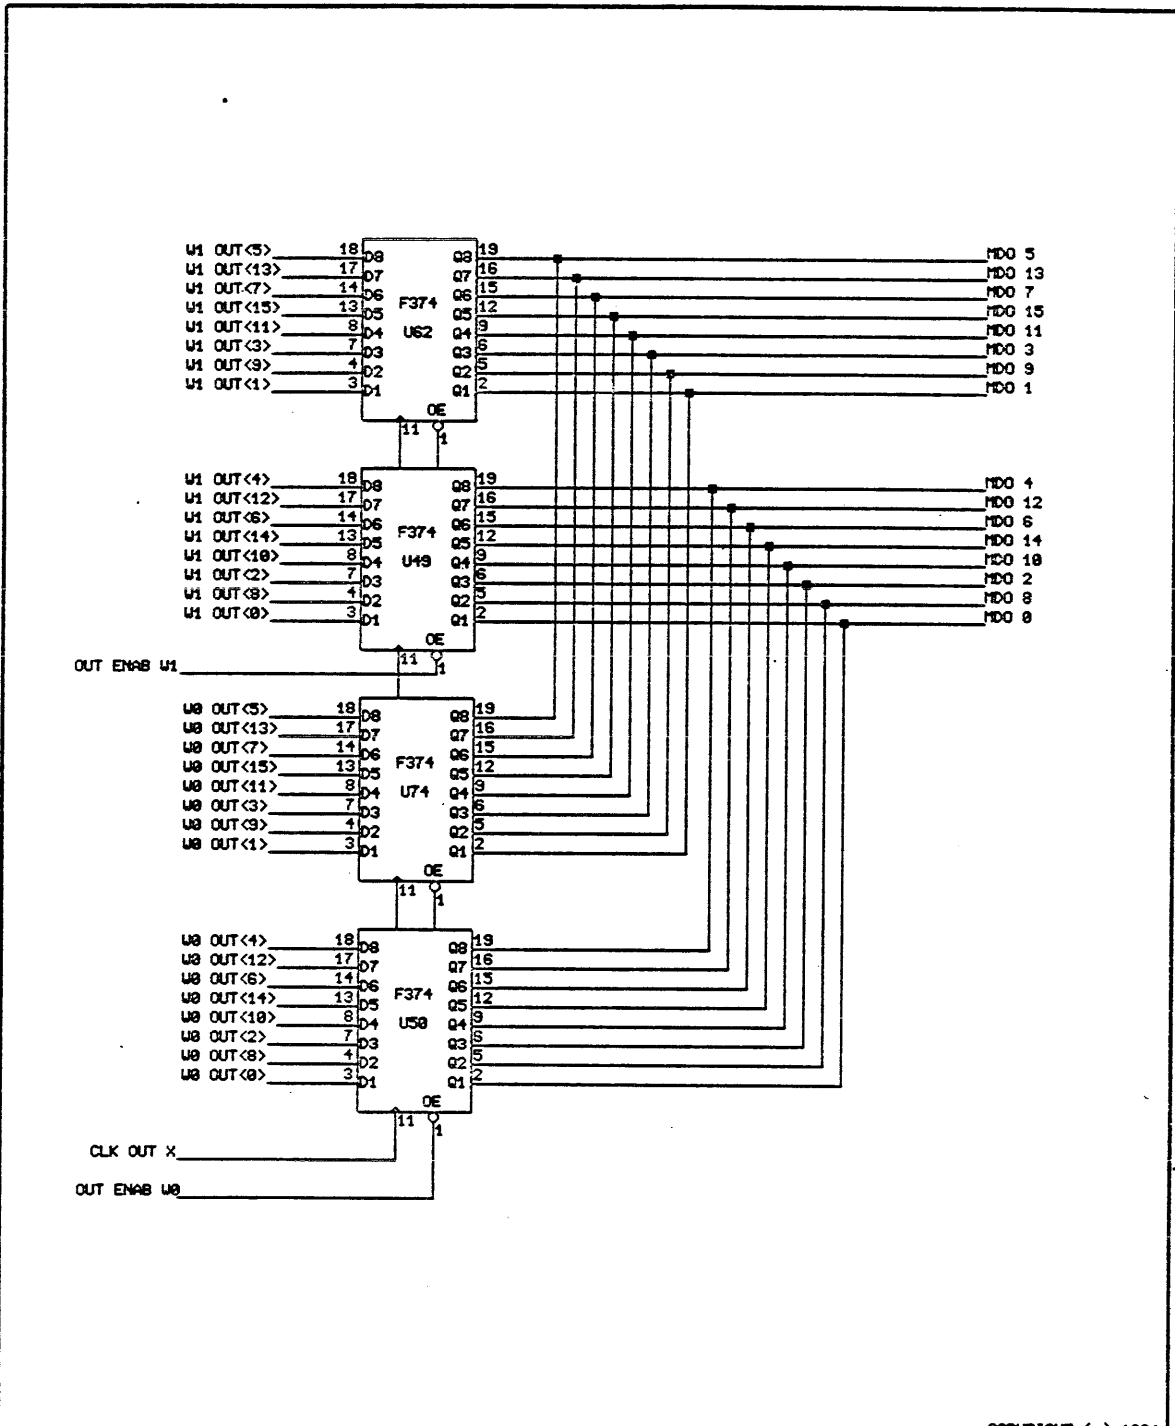 W1 OUT<5> 18 D8 Q8 19 MDO 5
W1 OUT<13> 17 D7 Q7 16 MDO 13
W1 OUT<7> 14 D6 Q6 15 MDO 7
W1 OUT<15> 13 D5 F374 Q5 12 MDO 15
W1 OUT<11> 8 D4 U62 Q4 9 MDO 11
W1 OUT<3> 7 D3 Q3 6 MDO 3
W1 OUT<9> 4 D2 Q2 5 MDO 9
W1 OUT<1> 3 D1 Q1 2 MDO 1
OE
11 1
W1 OUT<4> 18 D8 Q8 19 MDO 4
W1 OUT<12> 17 D7 Q7 16 MDO 12
W1 OUT<6> 14 D6 F374 Q6 15 MDO 6
W1 OUT<14> 13 D5 Q5 12 MDO 14
W1 OUT<10> 8 D4 U49 Q4 9 MDO 10
W1 OUT<2> 7 D3 Q3 6 MDO 2
W1 OUT<8> 4 D2 Q2 5 MDO 8
W1 OUT<0> 3 D1 Q1 2 MDO 0
OE
OUT ENAB W1 11 1
W0 OUT<5> 18 D8 Q8 19
W0 OUT<13> 17 D7 Q7 16
W0 OUT<7> 14 D6 F374 Q6 15
W0 OUT<15> 13 D5 Q5 12
W0 OUT<11> 8 D4 U74 Q4 9
W0 OUT<3> 7 D3 Q3 6
W0 OUT<9> 4 D2 Q2 5
W0 OUT<1> 3 D1 Q1 2
OE
11 1
W0 OUT<4> 18 D8 Q8 19
W0 OUT<12> 17 D7 Q7 16
W0 OUT<6> 14 D6 F374 Q6 15
W0 OUT<14> 13 D5 Q5 12
W0 OUT<10> 8 D4 U50 Q4 9
W0 OUT<2> 7 D3 Q3 6
W0 OUT<8> 4 D2 Q2 5
W0 OUT<0> 3 D1 Q1 2
OE
11 1
CLK OUT X
OUT ENAB W0